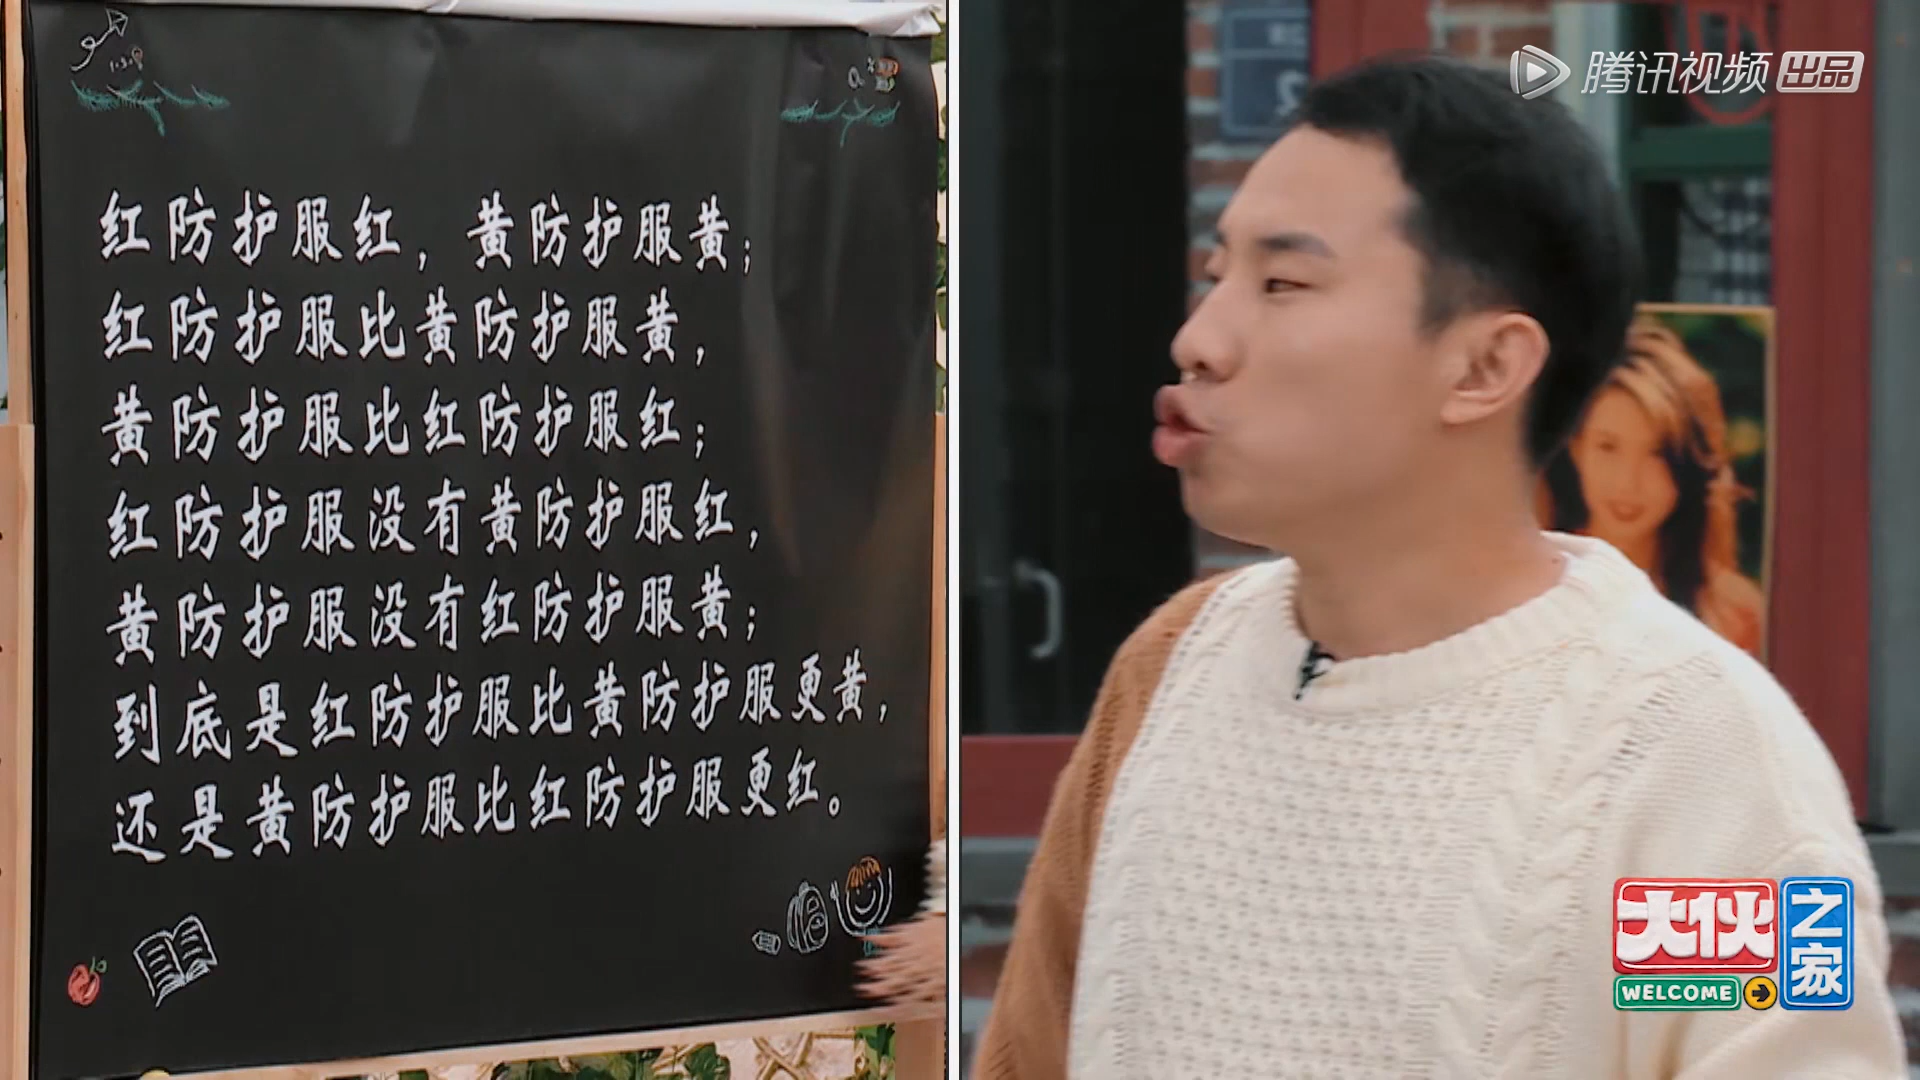 红防护服红，黄防护服黄；
红防护服比黄防护服黄，
黄防护服比红防护服红；
红防护服没有黄防护服红，
黄防护服没有红防护服黄；
到底是红防护服比黄防护服更黄，
还是黄防护服比红防护服更红。
腾讯视频 出品
大伙之家
WELCOME